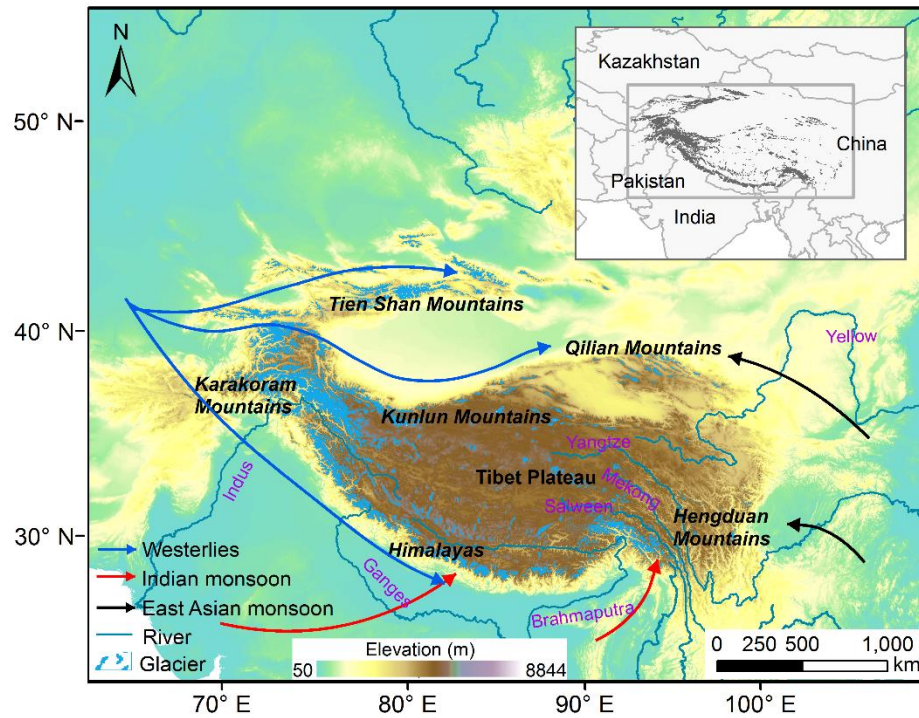 N
Kazakhstan
China
Pakistan
India
50° N
40° N
30° N
Tien Shan Mountains
Qilian Mountains
Yellow
Karakoram
Mountains
Kunlun Mountains
Yangtze
Tibet Plateau
Mekong
Salween
Indus
Hengduan
Mountains
Himalayas
Ganges
Brahmaputra
Westerlies
Indian monsoon
East Asian monsoon
River
Glacier
Elevation (m)
50
8844
0 250 500 1,000
km
70° E
80° E
90° E
100° E